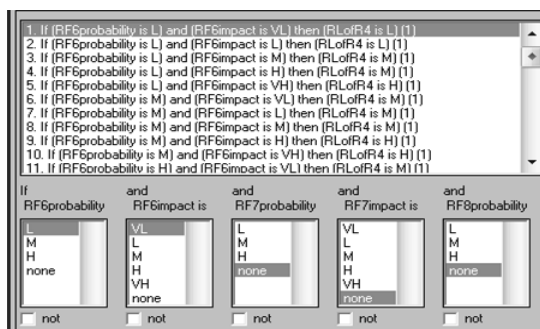 1. If (RF6probability is L) and (RF6impact is VL) then (RLofR4 is L) (1)
2. If (RF6probability is L) and (RF6impact is L) then (RLofR4 is L) (1)
3. If (RF6probability is L) and (RF6impact is M) then (RLofR4 is M) (1)
4. If (RF6probability is L) and (RF6impact is H) then (RLofR4 is M) (1)
5. If (RF6probability is L) and (RF6impact is VH) then (RLofR4 is H) (1)
6. If (RF6probability is M) and (RF6impact is VL) then (RLofR4 is M) (1)
7. If (RF6probability is M) and (RF6impact is L) then (RLofR4 is M) (1)
8. If (RF6probability is M) and (RF6impact is M) then (RLofR4 is M) (1)
9. If (RF6probability is M) and (RF6impact is H) then (RLofR4 is H) (1)
10. If (RF6probability is M) and (RF6impact is VH) then (RLofR4 is H) (1)
11. If (RF6probability is H) and (RF6impact is VL) then (RLofR4 is M) (1)
If and and and and
RF6probability RF6impact is RF7probability RF7impact is RF8probability
L VL L VL L
M L M L M
H M H M H
none H none H none
VH VH
none none
not not not not not